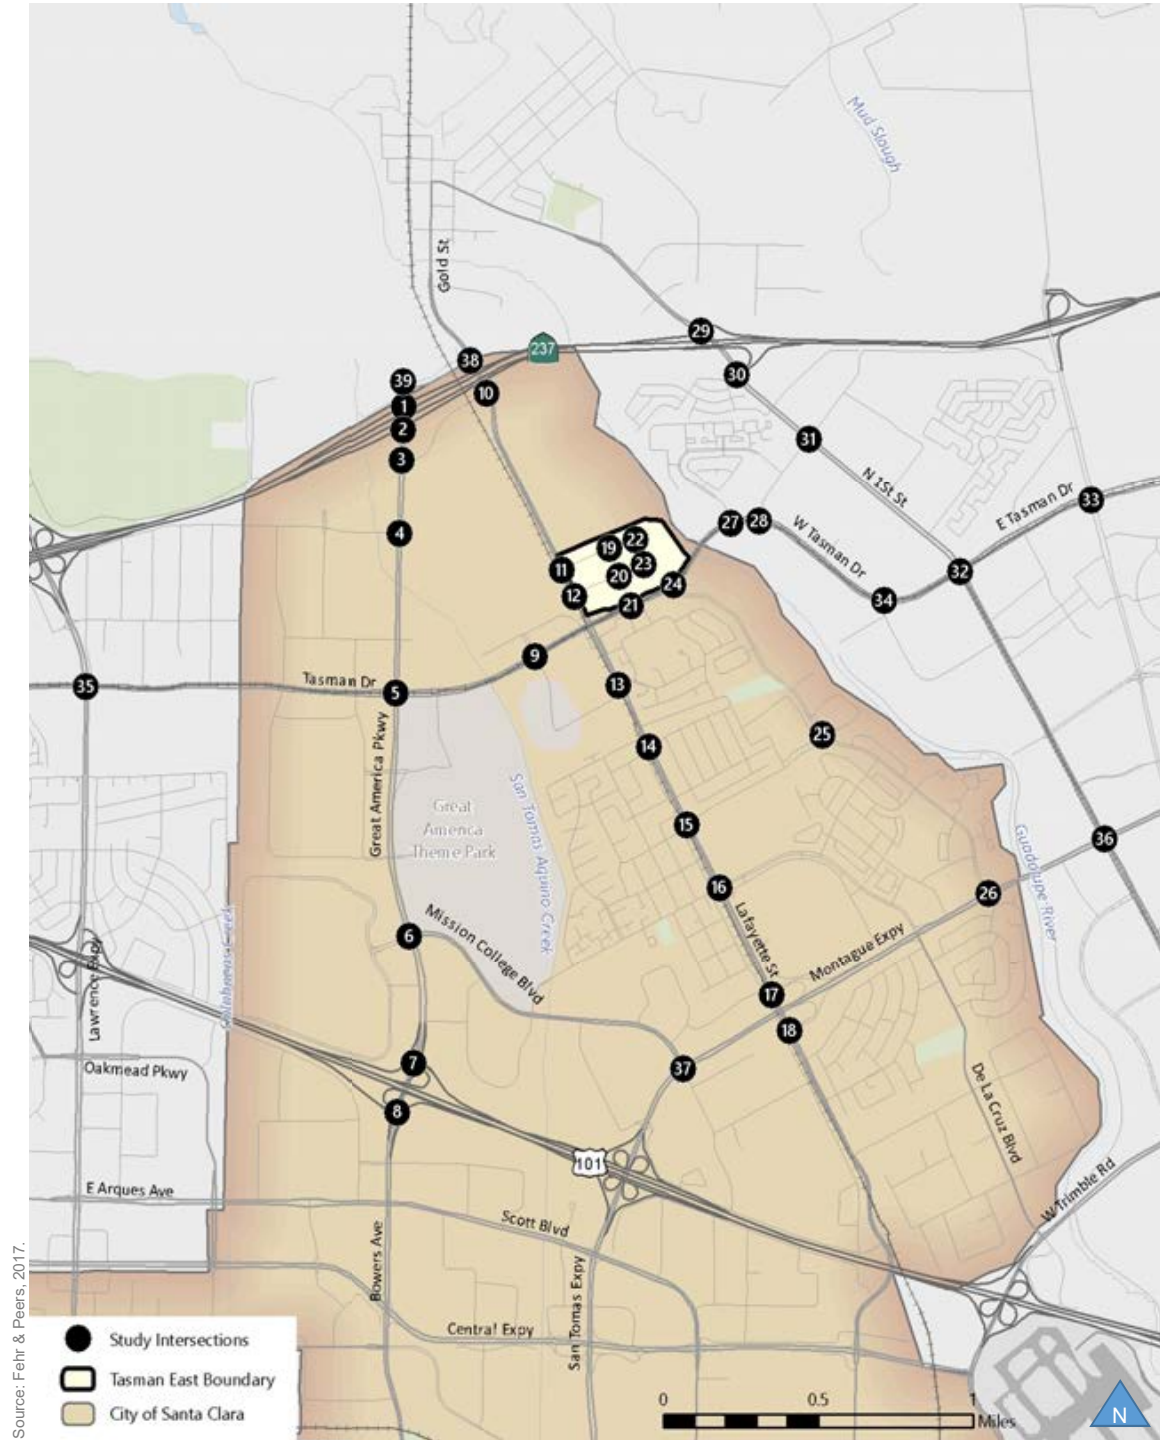 Mud Slough
Gold St
29
237
38
30
39
10
1
2
31
3
N 1St St
E Tasman Dr
33
27
28
4
W Tasman Dr
22
19
11
23
32
20
24
12
34
21
9
Tasman Dr
35
5
13
25
14
Great America Pkwy
San Tomas Aquino Creek
Great
America
Theme Park
15
36
Guadalupe River
16
26
Lafayette St
Mission College Blvd
6
Montague Expy
Lawrence Expy
17
18
7
37
Oakmead Pkwy
De La Cruz Blvd
8
101
E Arques Ave
W Trimble Rd
Scott Blvd
Bowers Ave
San Tomas Expy
Central Expy
Study Intersections
Tasman East Boundary
City of Santa Clara
0 0.5 1
Miles
N
Source: Fehr & Peers, 2017.